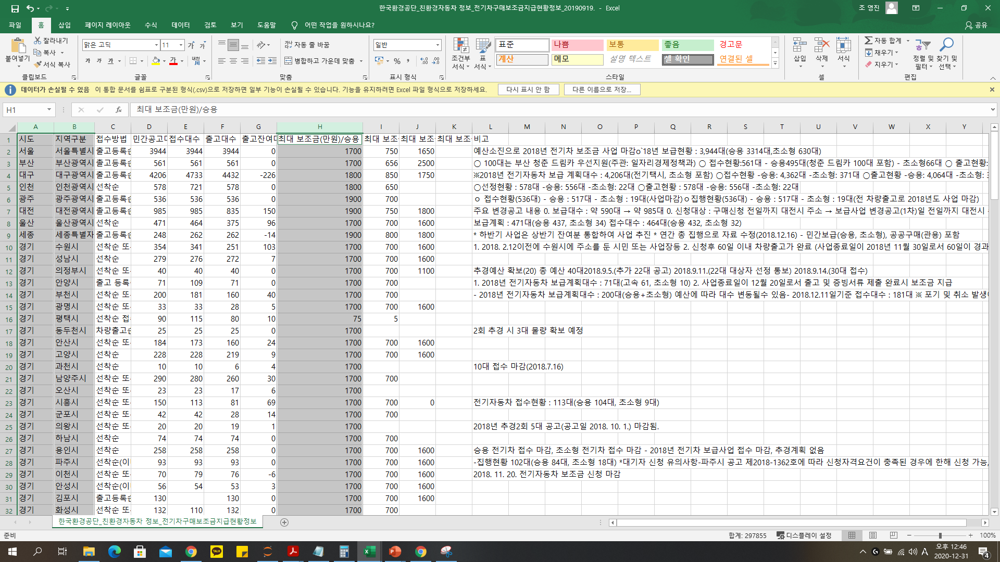 한국환경공단_친환경자동차 정보_전기차구매보조금지급현황정보_20190919. - Excel
조 영진
파일 홈 삽입 페이지 레이아웃 수식 데이터 검토 보기 도움말 어떤 작업을 원하시나요? 공유
붙여넣기 잘라내기 복사 서식 복사 클립보드
맑은 고딕 11 가 가 가 가 가 가 내천 글꼴
자동 줄 바꿈 병합하고 가운데 맞춤 맞춤
일반 % 표시 형식
조건부 서식 표 서식 표준 나쁨 보통 좋음 경고문
계산 메모 설명 텍스트 셀 확인 연결된 셀 스타일
삽입 삭제 서식 셀
자동 합계 채우기 지우기 정렬 및 필터 찾기 및 선택 편집
데이터가 손실될 수 있음 이 통합 문서를 쉼표로 구분된 형식(.csv)으로 저장하면 일부 기능이 손실될 수 있습니다. 기능을 유지하려면 Excel 파일 형식으로 저장하세요. 다시 표시 안 함 다른 이름으로 저장...
H1 fx 최대 보조금(만원)/승용
A B C D E F G H I J K L M N O P Q R S T U V W X Y
1 시도 지역구분 접수방법 민간공고대 접수대수 출고대수 출고잔여대 최대 보조금(만원)/승용 최대 보조 최대 보조 최대 보조 비고
2 서울 서울특별시 출고등록순 3944 3944 3944 0 1700 750 1650 예산소진으로 2018년 전기차 보조금 사업 마감o`18년 보급현황 : 3,944대(승용 3314대,초소형 630대)
3 부산 부산광역시 출고등록순 561 561 561 0 1700 656 2500 ○ 100대는 부산 청춘 드림카 우선지원(주관: 일자리경제정책과) ○ 접수현황:561대 - 승용495대(청춘 드림카 100대 포함) - 초소형66대 ○ 출고현황:
4 대구 대구광역시 출고등록순 4206 4733 4432 -226 1800 850 1750 ※2018년 전기자동차 보급 계획대수 : 4,206대(전기택시, 초소형 포함) ○접수현황 -승용: 4,362대 -초소형: 371대 ○출고현황 -승용: 4,064대 -초소형: 3
5 인천 인천광역시 선착순 578 721 578 0 1800 650 ○선정현황 : 578대 -승용: 556대 -초소형: 22대 ○출고현황 : 578대 -승용: 556대 -초소형: 22대
6 광주 광주광역시 출고등록순 536 536 536 0 1900 700 ㅇ 접수현황(536대) - 승용 : 517대 - 초소형 : 19대(사업마감)ㅇ집행현황(536대) - 승용 : 517대 - 초소형 : 19대(전 차량출고로 2018년도 사업 마감)
7 대전 대전광역시 출고등록순 985 985 835 150 1900 750 1800 주요 변경공고 내용 0. 보급대수 : 약 590대 → 약 985대 0. 신청대상 : 구매신청 전일까지 대전시 주소 → 보급사업 변경공고(1차)일 전일까지 대전시
8 울산 울산광역시 선착순 471 464 375 96 1700 700 1600 보급계획 : 471대(승용 437, 초소형 34) 접수대수 : 464대(승용 432, 초소형 32)
9 세종 세종특별자 출고등록순 248 262 262 -14 1900 800 1800 * 하반기 사업은 상반기 잔여분 통합하여 사업 추진 * 연간 총 집행으로 자료 수정(2018.12.16) - 민간보급(승용, 초소형), 공공구매(관용) 포함
10 경기 수원시 선착순 또 354 341 251 103 1700 700 1600 1. 2018. 2.12이전에 수원시에 주소를 둔 시민 또는 사업장등 2. 신청후 60일 이내 차량출고가 완료 (사업종료일이 2018년 11월 30일로서 60일이 경과
11 경기 성남시 선착순 279 276 272 7 1700 700 1600
12 경기 의정부시 선착순 또 40 40 40 0 1700 700 1100 추경예산 확보(20) 총 예산 40대2018.9.5.(추가 22대 공고) 2018.9.11.(22대 대상자 선정 통보) 2018.9.14.(30대 접수)
13 경기 안양시 출고 등록 71 109 71 0 1700 700 1. 2018년 전기자동차 보급계획대수 : 71대(고속 61, 초소형 10) 2. 사업종료일이 12월 20일로서 출고 및 증빙서류 제출 완료시 보조금 지급
14 경기 부천시 선착순 또 200 181 160 40 1700 700 - 2018년 전기자동차 보급계획대수 : 200대(승용+초소형) 예산에 따라 대수 변동될수 있음- 2018.12.11일기준 접수대수 : 181대 ※ 포기 및 취소 발생
15 경기 광명시 선착순 또 33 33 28 5 1700 700 1600
16 경기 평택시 선착순 접 90 115 80 10 75 5
17 경기 동두천시 차량출고순 25 25 25 0 1700 2회 추경 시 3대 물량 확보 예정
18 경기 안산시 선착순 또 184 173 160 24 1700 700 1600
19 경기 고양시 선착순 228 228 219 9 1700 700 1600
20 경기 과천시 선착순 10 10 6 4 1700 10대 접수 마감(2018.7.16)
21 경기 남양주시 선착순 또 290 280 260 30 1700 700
22 경기 오산시 선착순 23 23 17 6 1700
23 경기 시흥시 선착순 또 150 113 81 69 1700 700 0 전기자동차 접수현황 : 113대(승용 104대, 초소형 9대)
24 경기 군포시 선착순 또 42 42 28 14 1700 700
25 경기 의왕시 선착순 또 20 20 19 1 1700 2018년 추경2회 5대 공고(공고일 2018. 10. 1.) 마감됨.
26 경기 하남시 선착순 74 74 74 0 1700 700
27 경기 용인시 선착순 258 258 258 0 1700 700 1600 승용 전기차 접수 마감, 초소형 전기차 접수 마감 - 2018년 전기차 보급사업 접수 마감, 추경계획 없음
28 경기 파주시 선착순(이 93 93 93 0 1700 700 1600 -집행현황 102대(승용 84대, 초소형 18대) *대기자 신청 유의사항-파주시 공고 제2018-1362호에 따라 신청자격요건이 충족된 경우에 한해 신청 가능,
29 경기 이천시 선착순 또 70 79 76 -6 1700 700 1600 2018. 11. 20. 전기자동차 보조금 신청 마감
30 경기 안성시 선착순(이 56 54 53 3 1700 700 1600
31 경기 김포시 출고등록순 130 130 0 1700 700 1600
32 경기 화성시 선착순 또 132 110 132 0 1700 700
한국환경공단_친환경자동차 정보_전기차구매보조금지급현황정보
준비 합계: 297855 디스플레이 설정 100%
TALK A 오후 12:46
2020-12-31 4